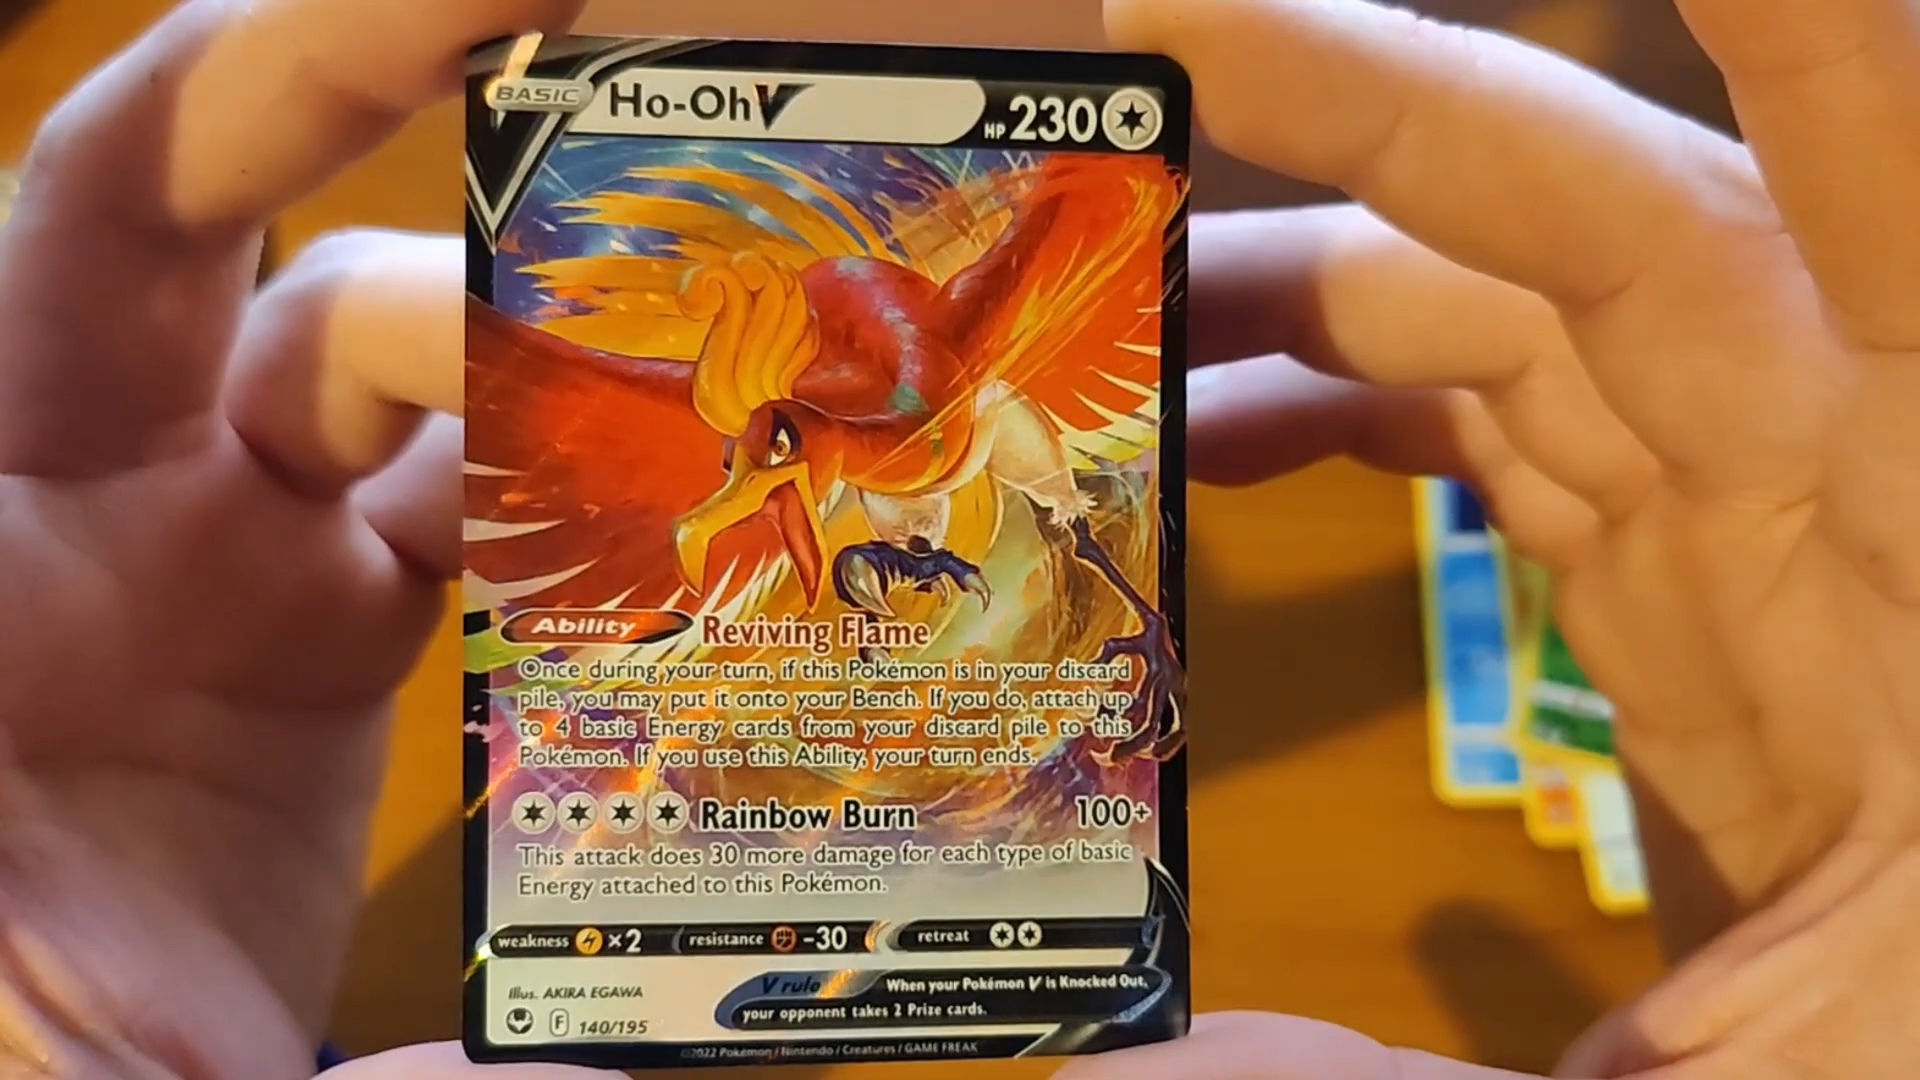 BASIC Ho-Oh V HP 230
Ability Reviving Flame
Once during your turn, if this Pokémon is in your discard
pile, you may put it onto your Bench. If you do, attach up
to 4 basic Energy cards from your discard pile to this
Pokémon. If you use this Ability, your turn ends.
Rainbow Burn 100+
This attack does 30 more damage for each type of basic
Energy attached to this Pokémon.
weakness ×2 resistance -30 retreat
Illus. AKIRA EGAWA
V rule When your Pokémon V is Knocked Out,
your opponent takes 2 Prize cards.
F 140/195
©2022 Pokémon / Nintendo / Creatures / GAME FREAK